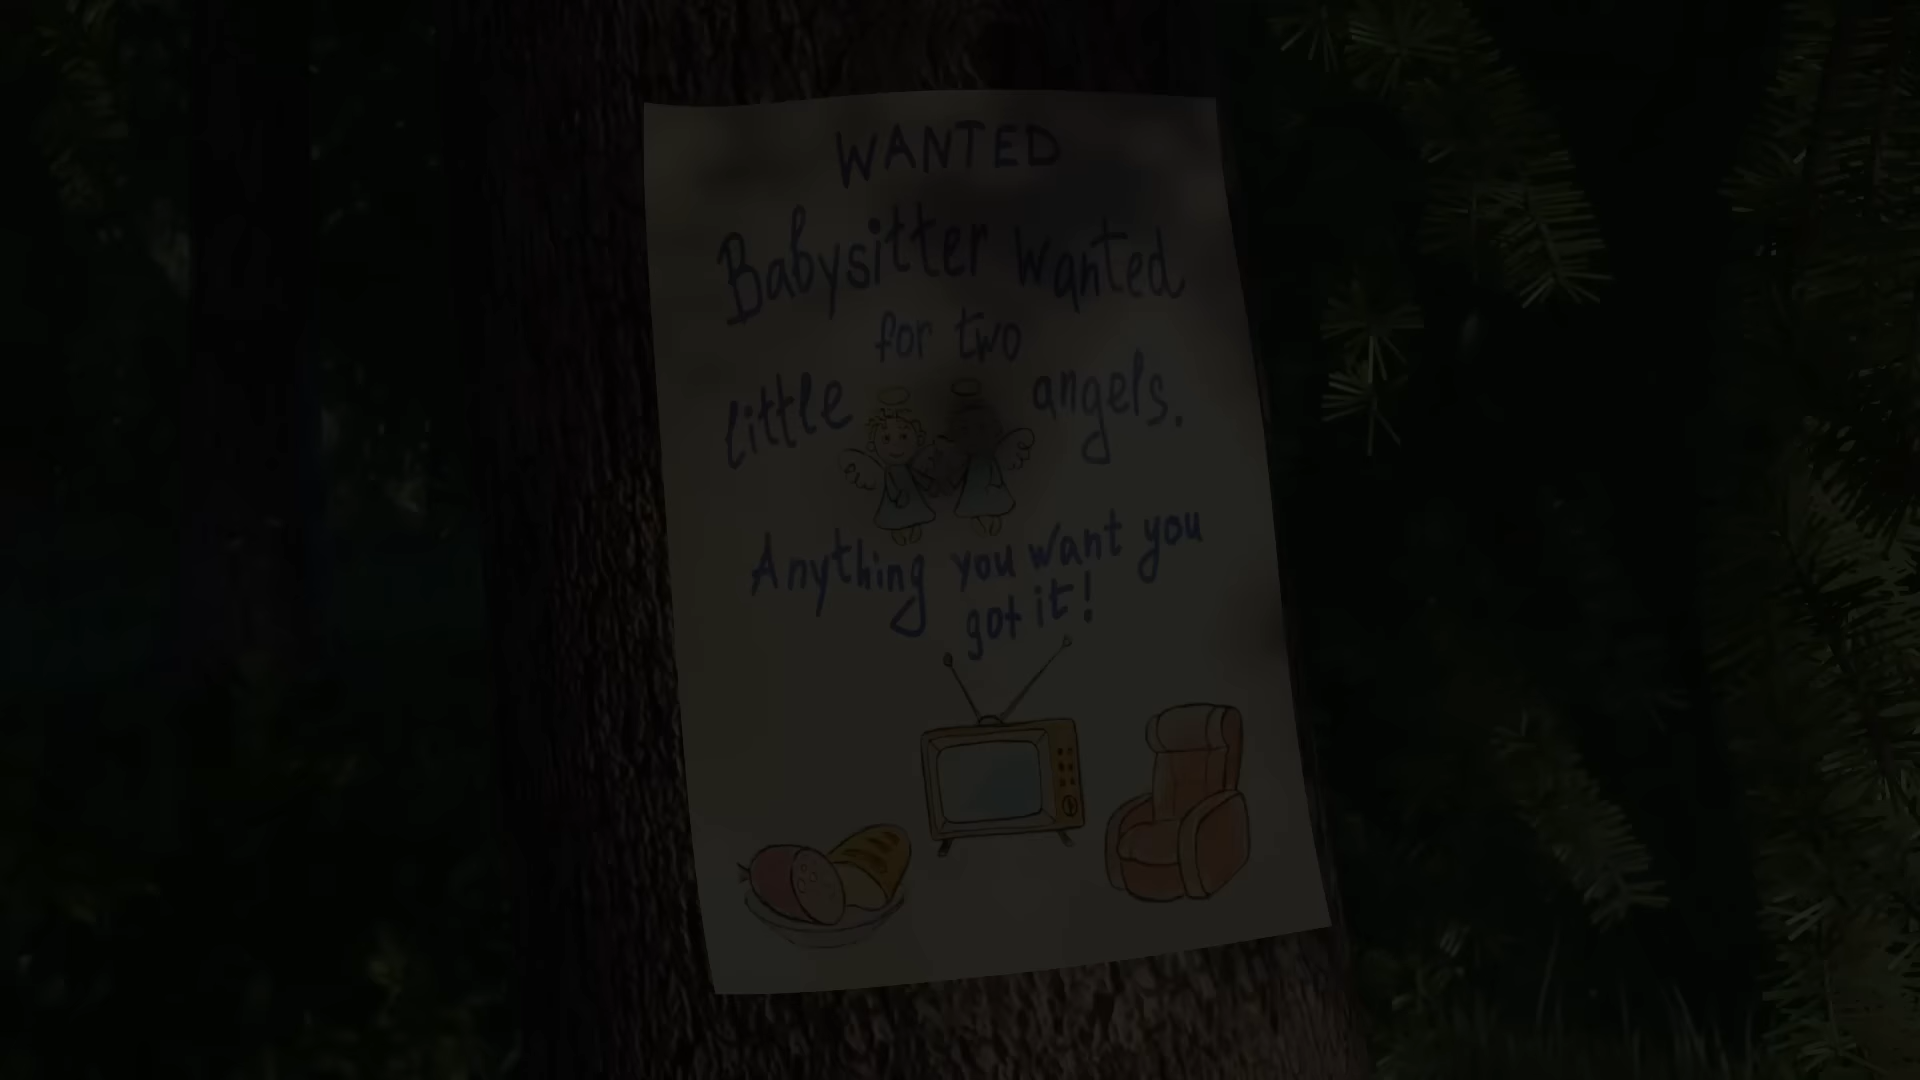 WANTED
Babysitter wanted
for two
little angels.
Anything you want you
got it!